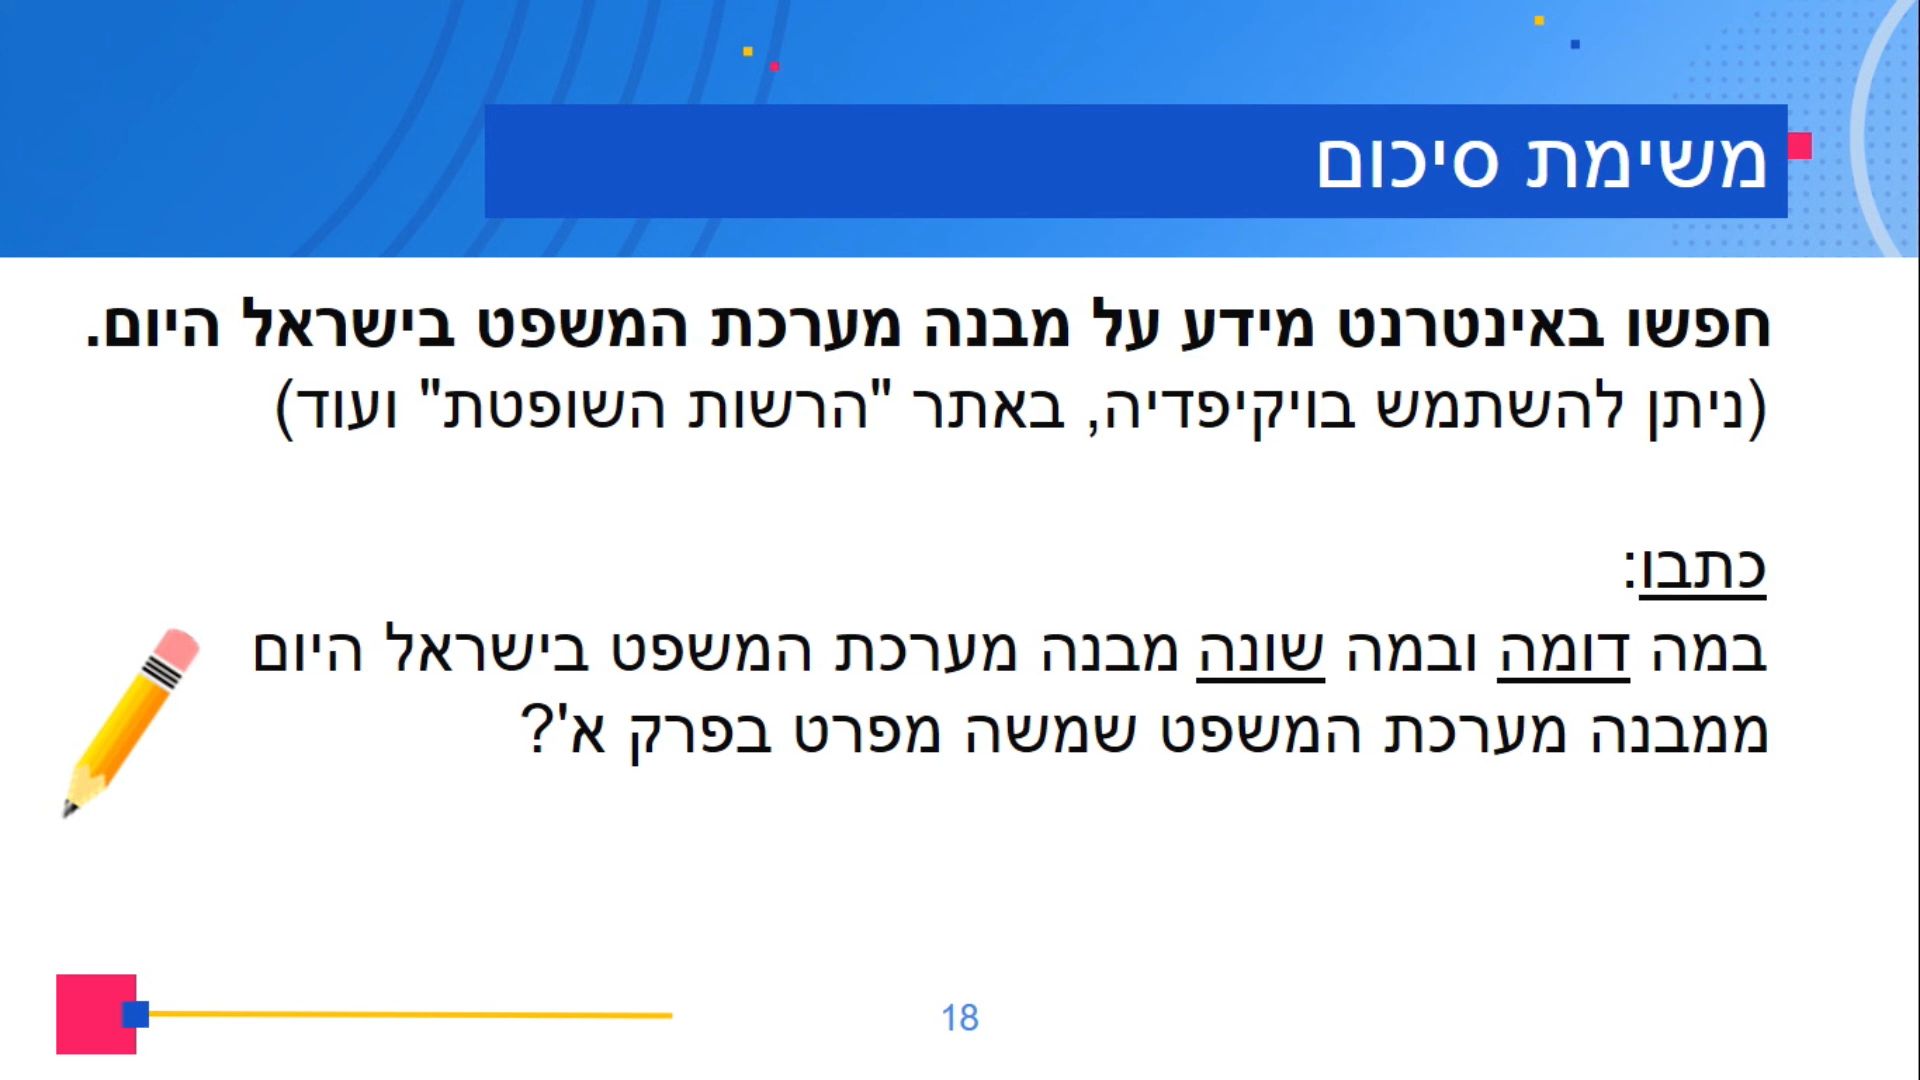 משימת סיכום
חפשו באינטרנט מידע על מבנה מערכת המשפט בישראל היום.
(ניתן להשתמש בויקיפדיה, באתר "הרשות השופטת" ועוד)
כתבו:
במה דומה ובמה שונה מבנה מערכת המשפט בישראל היום
ממבנה מערכת המשפט שמשה מפרט בפרק א'?
18